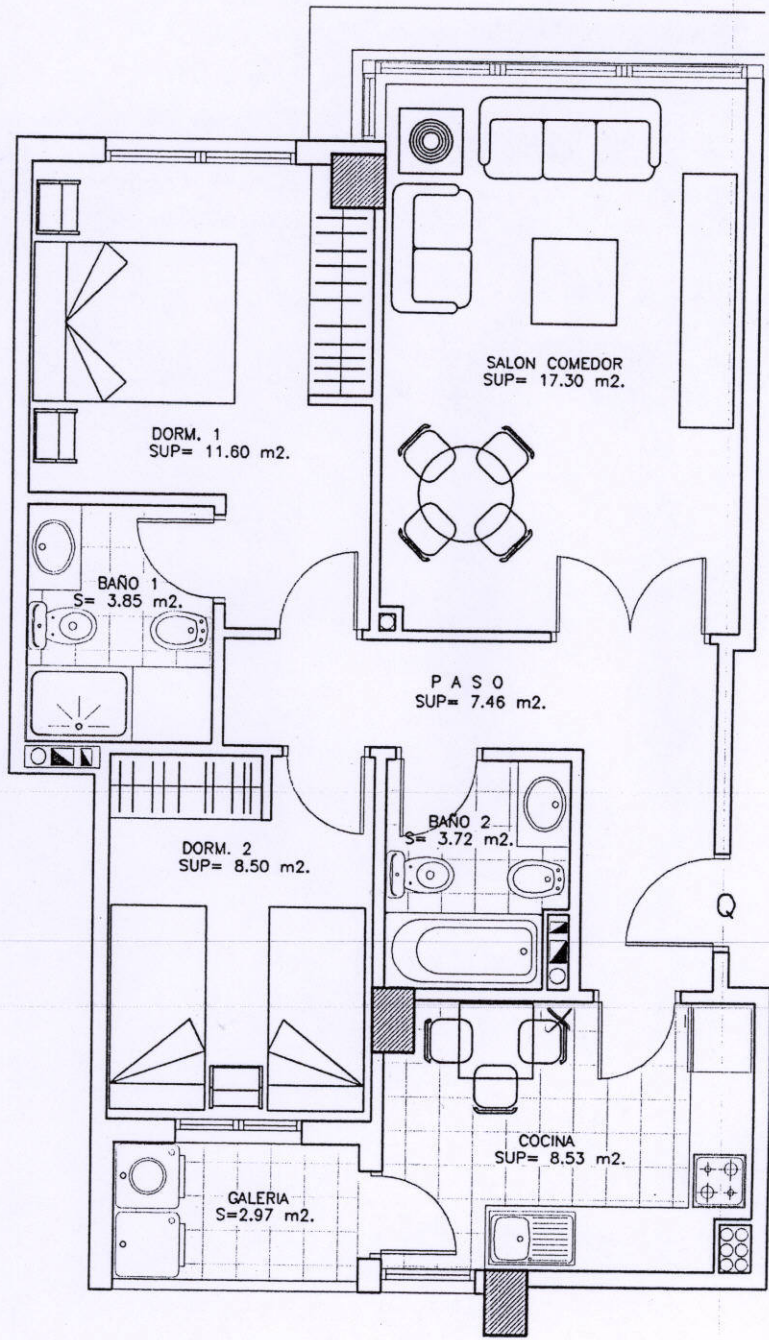 SALON COMEDOR
SUP= 17.30 m2.
DORM. 1
SUP= 11.60 m2.
BAÑO 1
S= 3.85 m2.
P A S O
SUP= 7.46 m2.
DORM. 2
SUP= 8.50 m2.
BAÑO 2
S= 3.72 m2.
Q
COCINA
SUP= 8.53 m2.
GALERIA
S=2.97 m2.